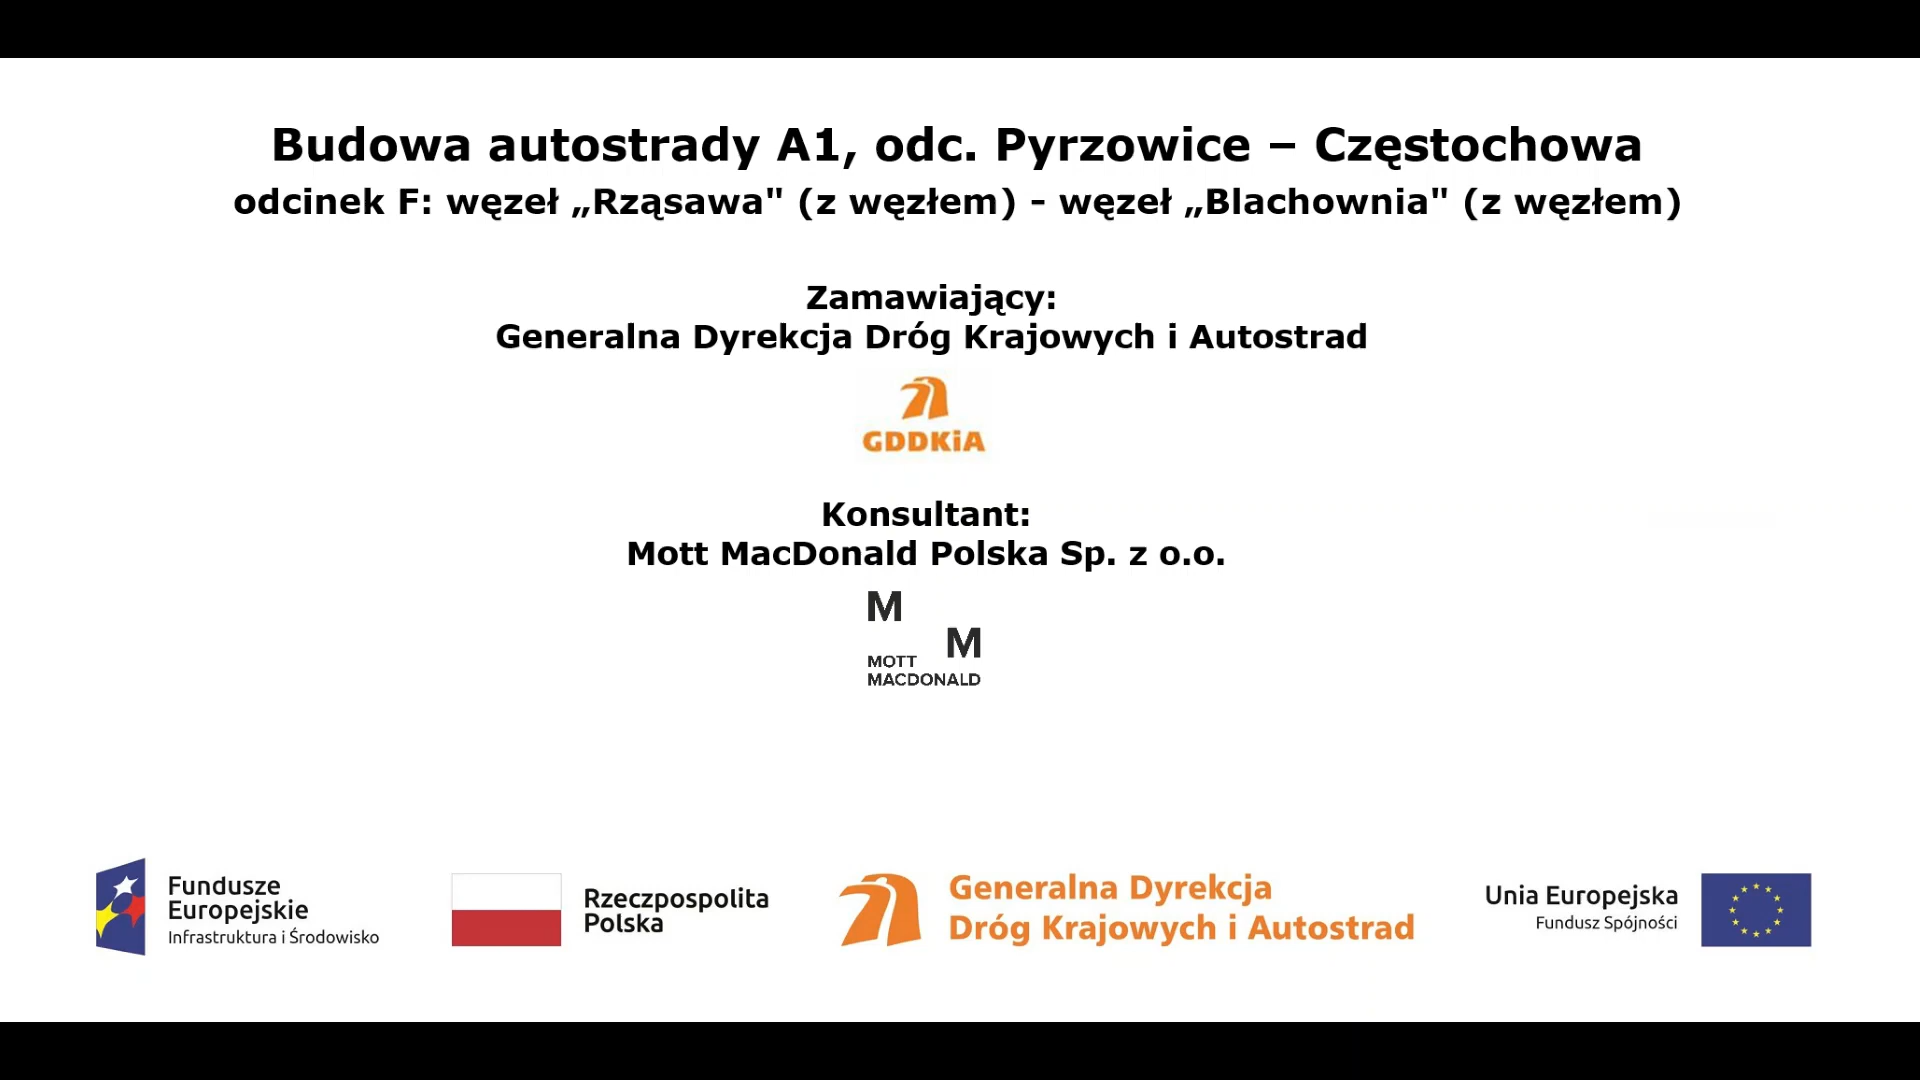 Budowa autostrady A1, odc. Pyrzowice – Częstochowa
odcinek F: węzeł „Rząsawa" (z węzłem) - węzeł „Blachownia" (z węzłem)
Zamawiający:
Generalna Dyrekcja Dróg Krajowych i Autostrad
GDDKiA
Konsultant:
Mott MacDonald Polska Sp. z o.o.
M
M
MOTT
MACDONALD
Fundusze
Europejskie
Infrastruktura i Środowisko
Rzeczpospolita
Polska
Generalna Dyrekcja
Dróg Krajowych i Autostrad
Unia Europejska
Fundusz Spójności